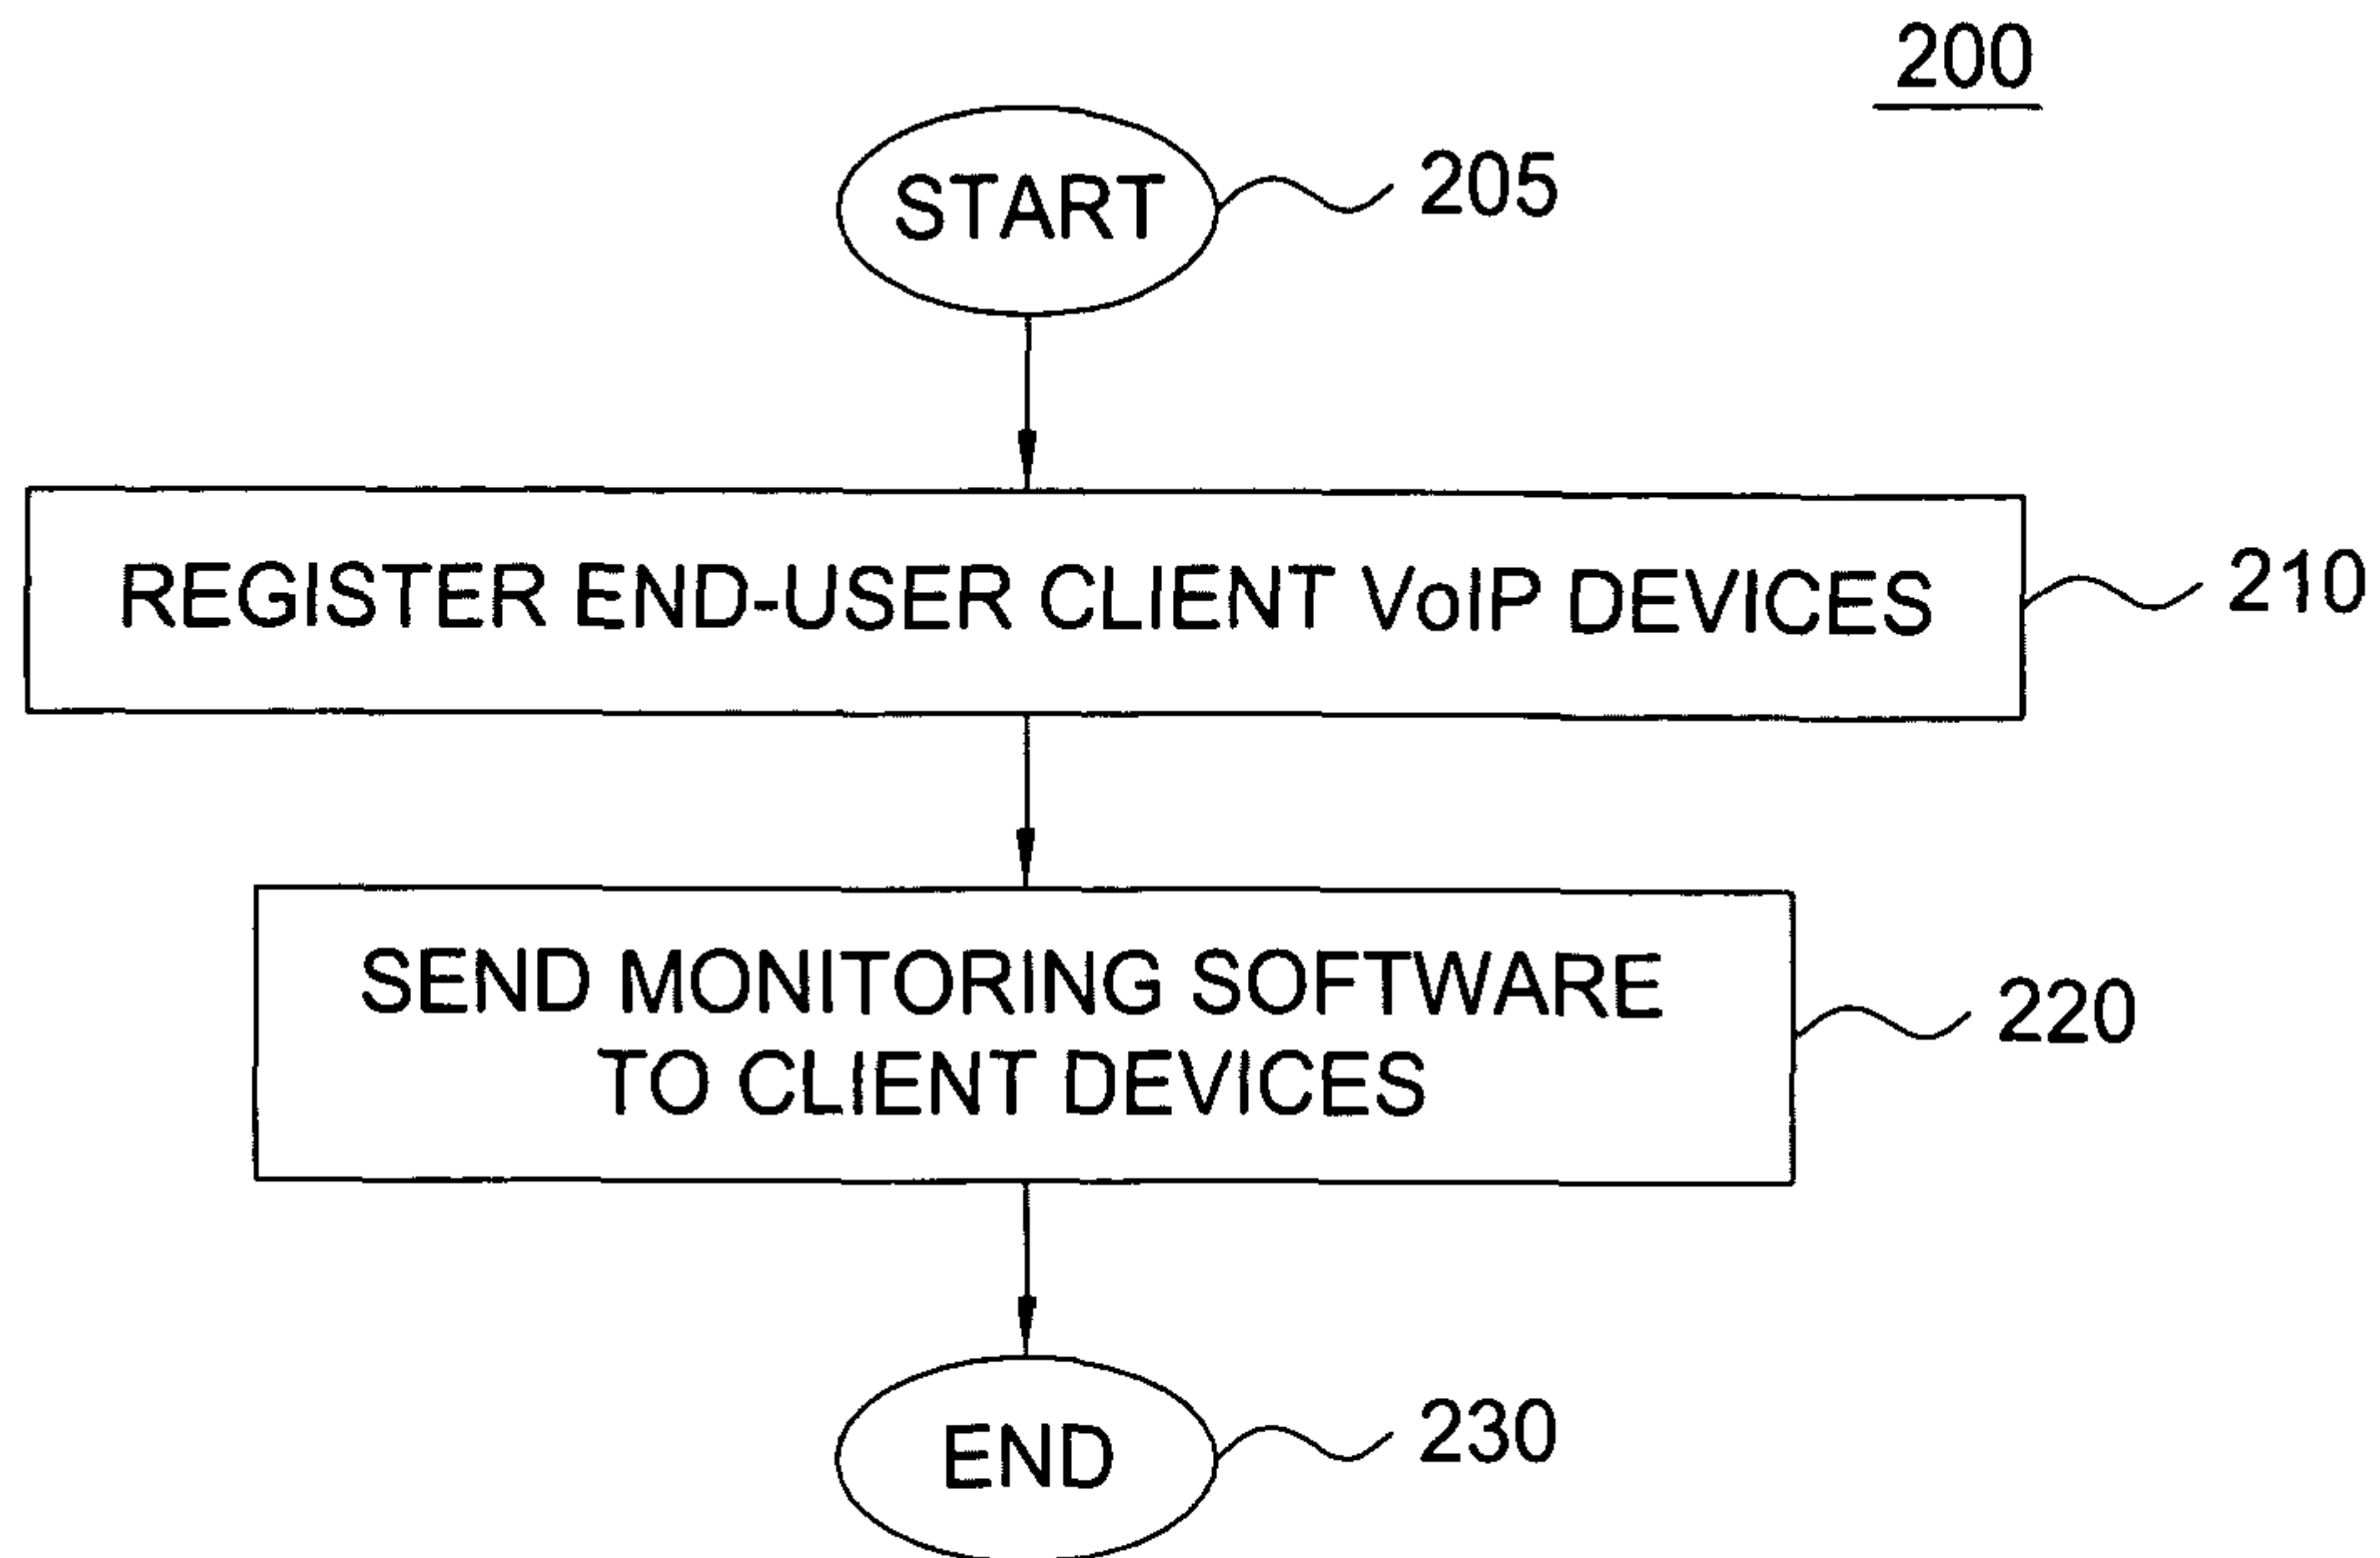 200
START
205
REGISTER END-USER CLIENT VoIP DEVICES
210
SEND MONITORING SOFTWARE
TO CLIENT DEVICES
220
END
230